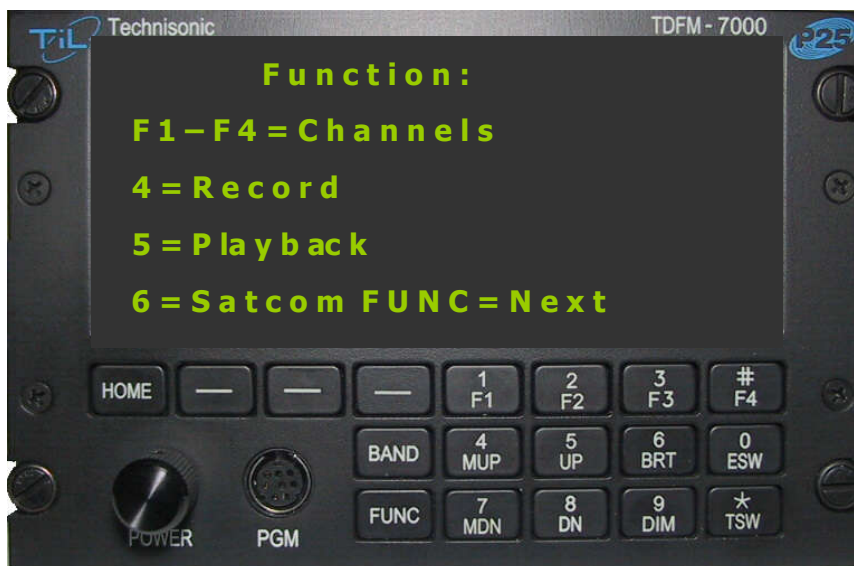 TiL Technisonic TDFM - 7000 P25
Function:
F1–F4=Channels
4=Record
5=Playback
6=Satcom FUNC=Next
HOME — — — 1 F1 2 F2 3 F3 # F4
BAND 4 MUP 5 UP 6 BRT 0 ESW
FUNC 7 MDN 8 DN 9 DIM * TSW
POWER PGM